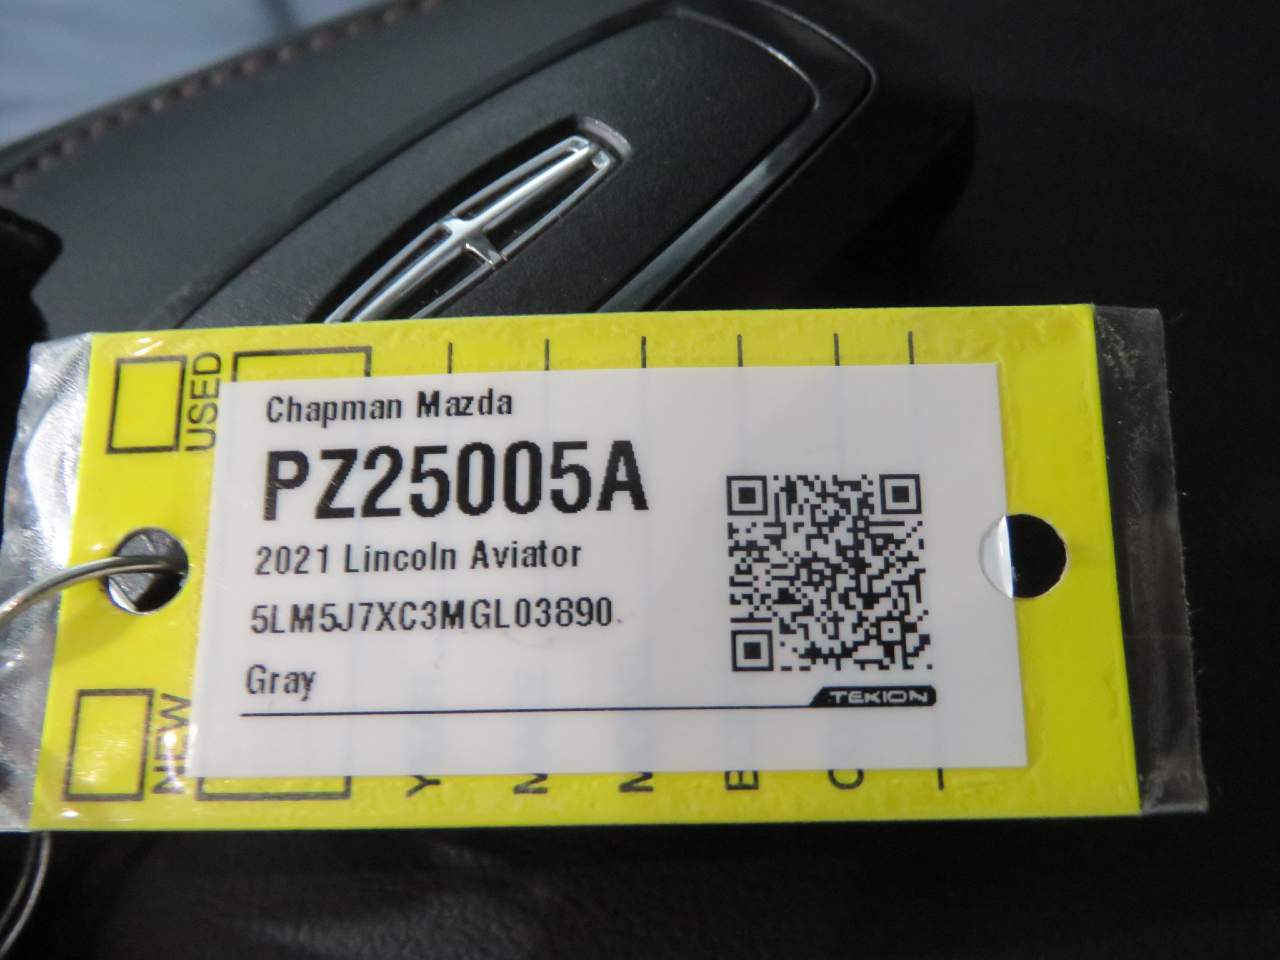 USED
Chapman Mazda
PZ25005A
2021 Lincoln Aviator
5LM5J7XC3MGL03890
Gray
TEKION
NEW